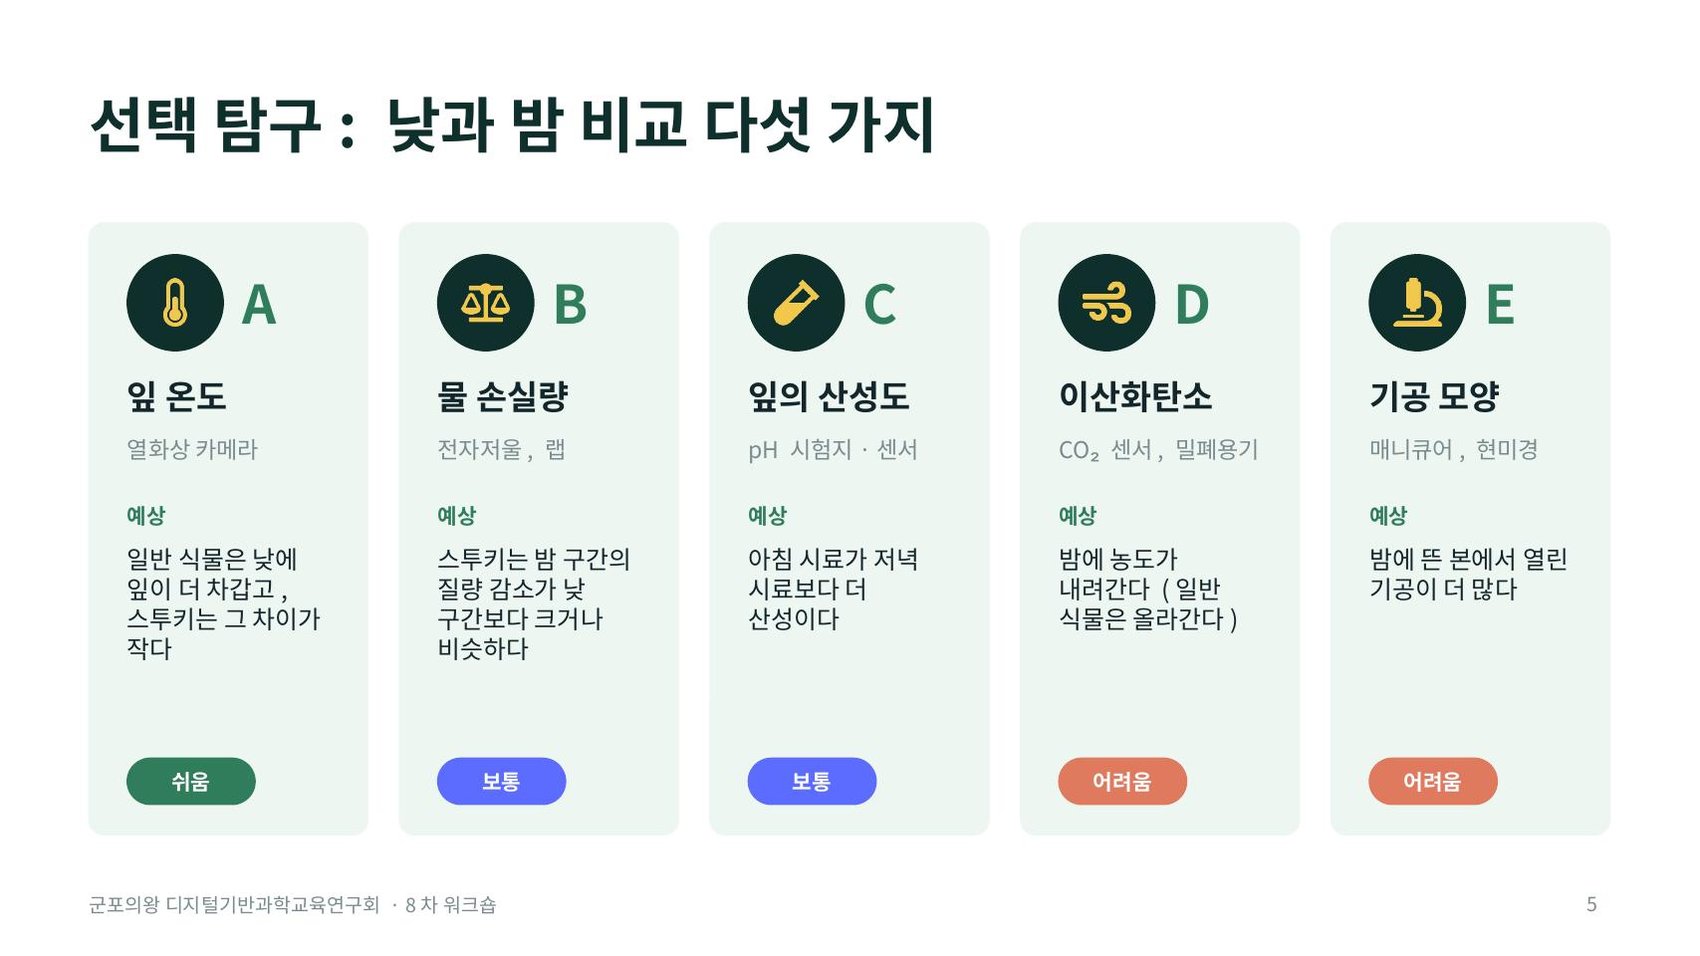 선택 탐구 : 낮과 밤 비교 다섯 가지
A
잎 온도
열화상 카메라
예상
일반 식물은 낮에
잎이 더 차갑고 ,
스투키는 그 차이가
작다
쉬움
B
물 손실량
전자저울 , 랩
예상
스투키는 밤 구간의
질량 감소가 낮
구간보다 크거나
비슷하다
보통
C
잎의 산성도
pH 시험지 · 센서
예상
아침 시료가 저녁
시료보다 더
산성이다
보통
D
이산화탄소
CO₂ 센서 , 밀폐용기
예상
밤에 농도가
내려간다 ( 일반
식물은 올라간다 )
어려움
E
기공 모양
매니큐어 , 현미경
예상
밤에 뜬 본에서 열린
기공이 더 많다
어려움
군포의왕 디지털기반과학교육연구회 · 8 차 워크숍
5